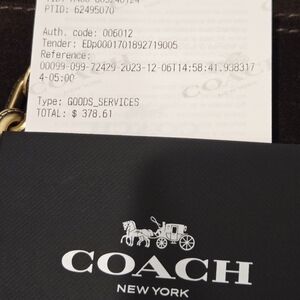 PTID: 62495070
Auth. code: 006012
Tender: EDp0001701892719005
Reference:
00099-099-72429 2023-12-06T14:58:41.938317
4-05:00
Type: GOODS_SERVICES
TOTAL: $ 378.61
COACH
COACH
NEW YORK